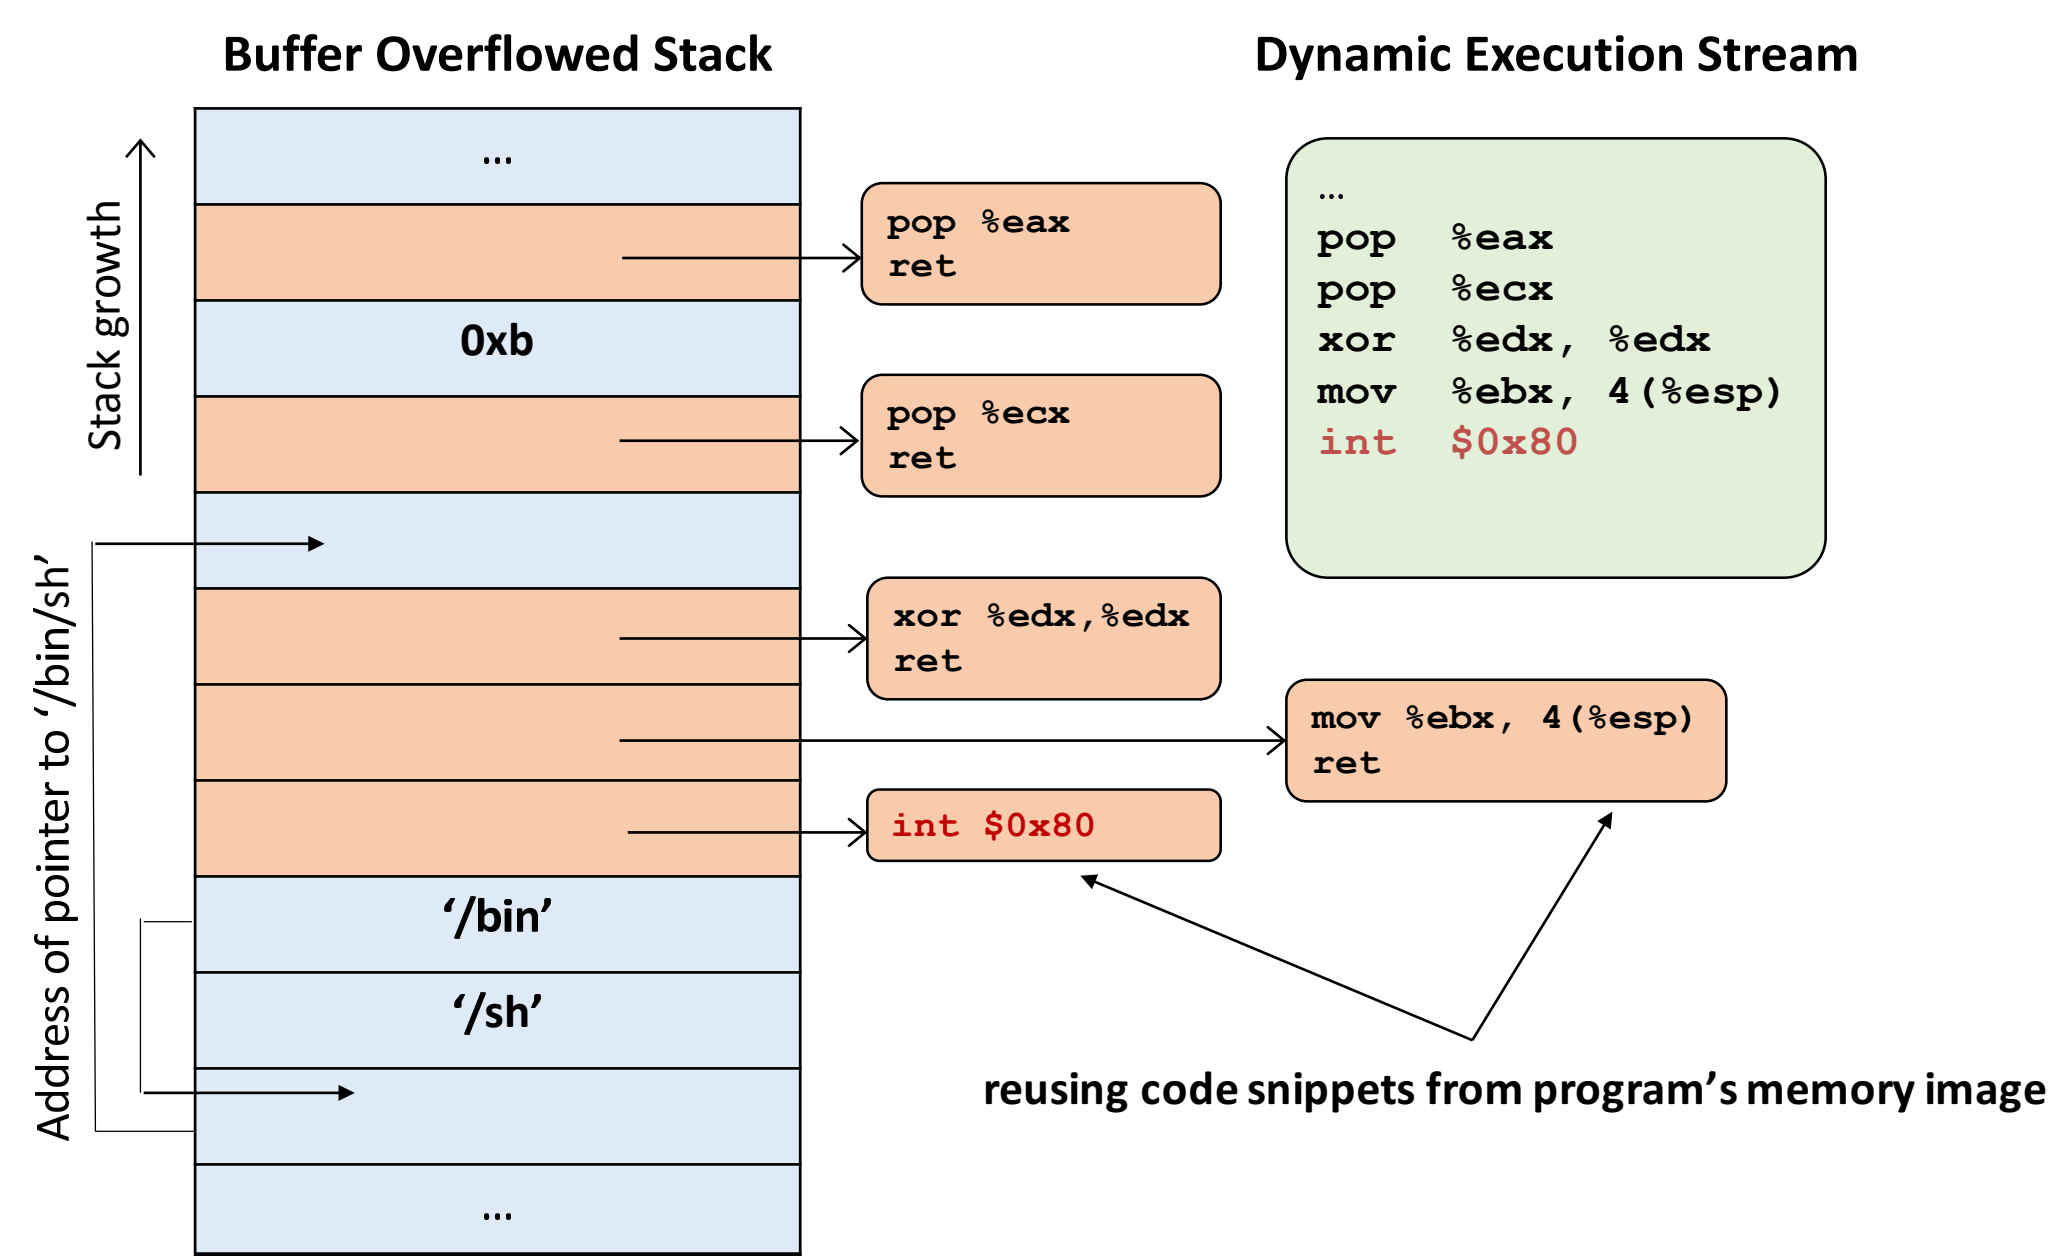 Buffer Overflowed Stack
Dynamic Execution Stream
Stack growth
Address of pointer to ‘/bin/sh’
…
0xb
‘/bin’
‘/sh’
…
pop %eax
ret
pop %ecx
ret
xor %edx,%edx
ret
mov %ebx, 4(%esp)
ret
int $0x80
…
pop %eax
pop %ecx
xor %edx, %edx
mov %ebx, 4(%esp)
int $0x80
reusing code snippets from program’s memory image